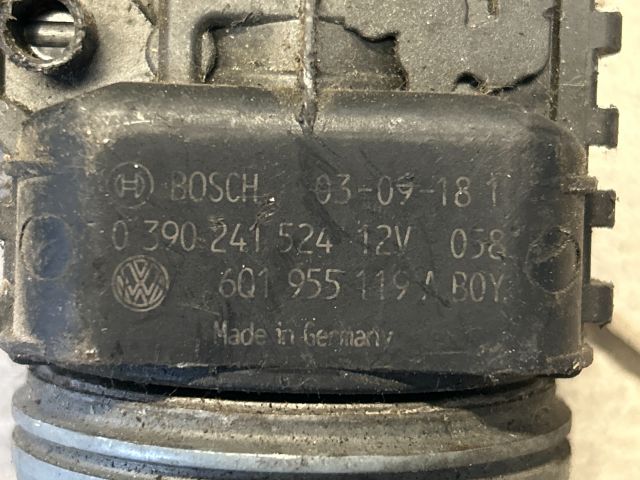 BOSCH 03-09-18 1
0 390 241 524 12V 058
6Q1 955 119 A BOY
Made in Germany